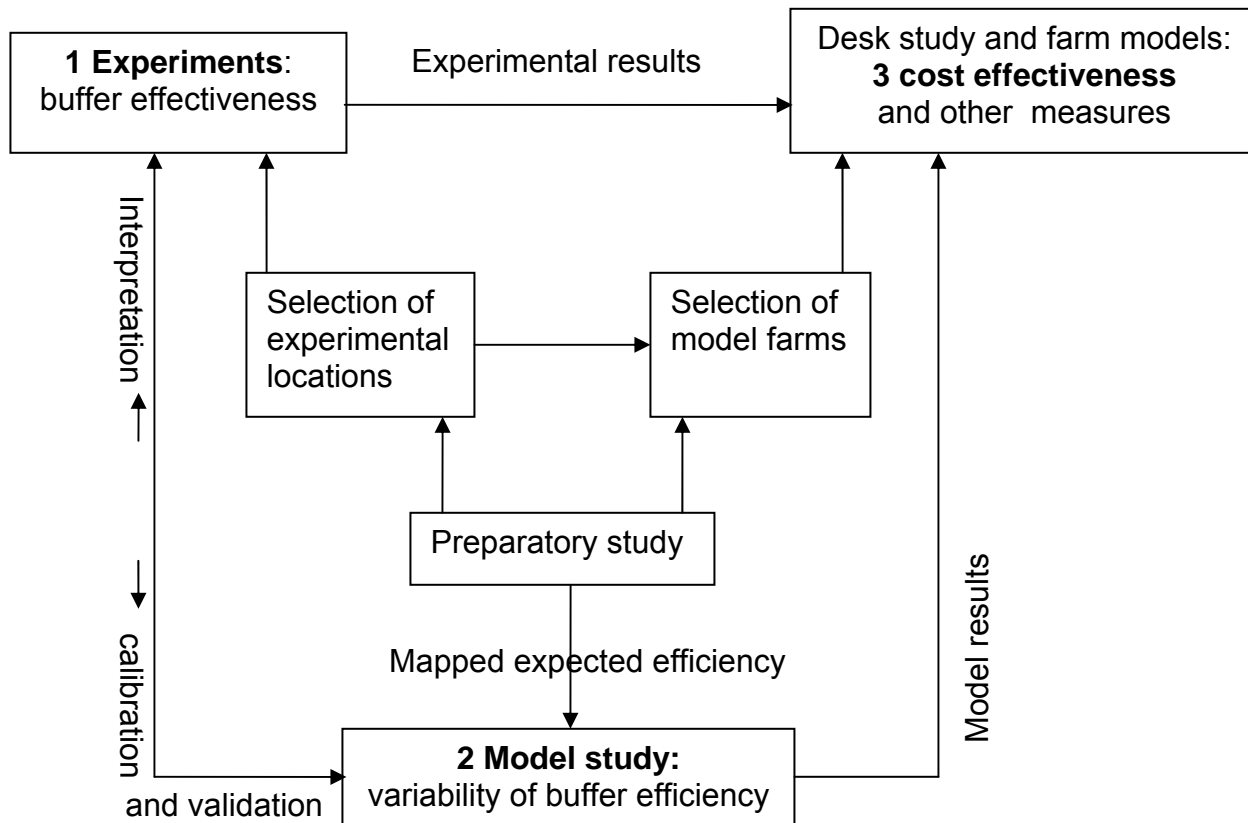 1 Experiments:
buffer effectiveness
Experimental results
Desk study and farm models:
3 cost effectiveness
and other measures
Interpretation
Selection of
experimental
locations
Selection of
model farms
Preparatory study
calibration
and validation
Mapped expected efficiency
Model results
2 Model study:
variability of buffer efficiency